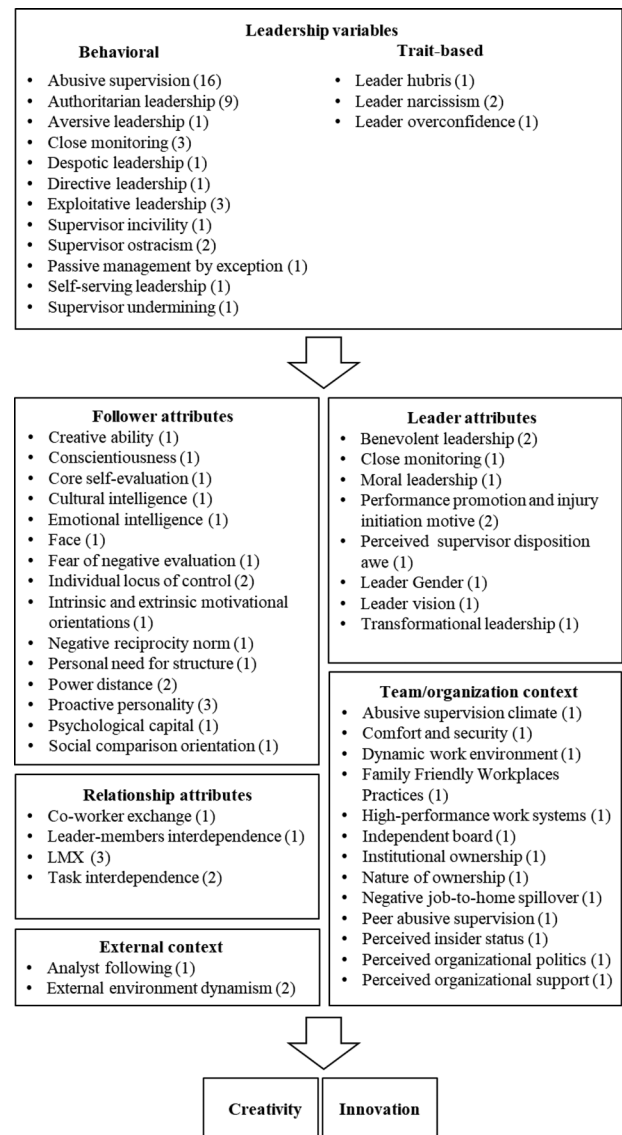 Leadership variables
Behavioral
• Abusive supervision (16)
• Authoritarian leadership (9)
• Aversive leadership (1)
• Close monitoring (3)
• Despotic leadership (1)
• Directive leadership (1)
• Exploitative leadership (3)
• Supervisor incivility (1)
• Supervisor ostracism (2)
• Passive management by exception (1)
• Self-serving leadership (1)
• Supervisor undermining (1)
Trait-based
• Leader hubris (1)
• Leader narcissism (2)
• Leader overconfidence (1)
Follower attributes
• Creative ability (1)
• Conscientiousness (1)
• Core self-evaluation (1)
• Cultural intelligence (1)
• Emotional intelligence (1)
• Face (1)
• Fear of negative evaluation (1)
• Individual locus of control (2)
• Intrinsic and extrinsic motivational
orientations (1)
• Negative reciprocity norm (1)
• Personal need for structure (1)
• Power distance (2)
• Proactive personality (3)
• Psychological capital (1)
• Social comparison orientation (1)
Relationship attributes
• Co-worker exchange (1)
• Leader-members interdependence (1)
• LMX (3)
• Task interdependence (2)
External context
• Analyst following (1)
• External environment dynamism (2)
Leader attributes
• Benevolent leadership (2)
• Close monitoring (1)
• Moral leadership (1)
• Performance promotion and injury
initiation motive (2)
• Perceived supervisor disposition
awe (1)
• Leader Gender (1)
• Leader vision (1)
• Transformational leadership (1)
Team/organization context
• Abusive supervision climate (1)
• Comfort and security (1)
• Dynamic work environment (1)
• Family Friendly Workplaces
Practices (1)
• High-performance work systems (1)
• Independent board (1)
• Institutional ownership (1)
• Nature of ownership (1)
• Negative job-to-home spillover (1)
• Peer abusive supervision (1)
• Perceived insider status (1)
• Perceived organizational politics (1)
• Perceived organizational support (1)
Creativity
Innovation